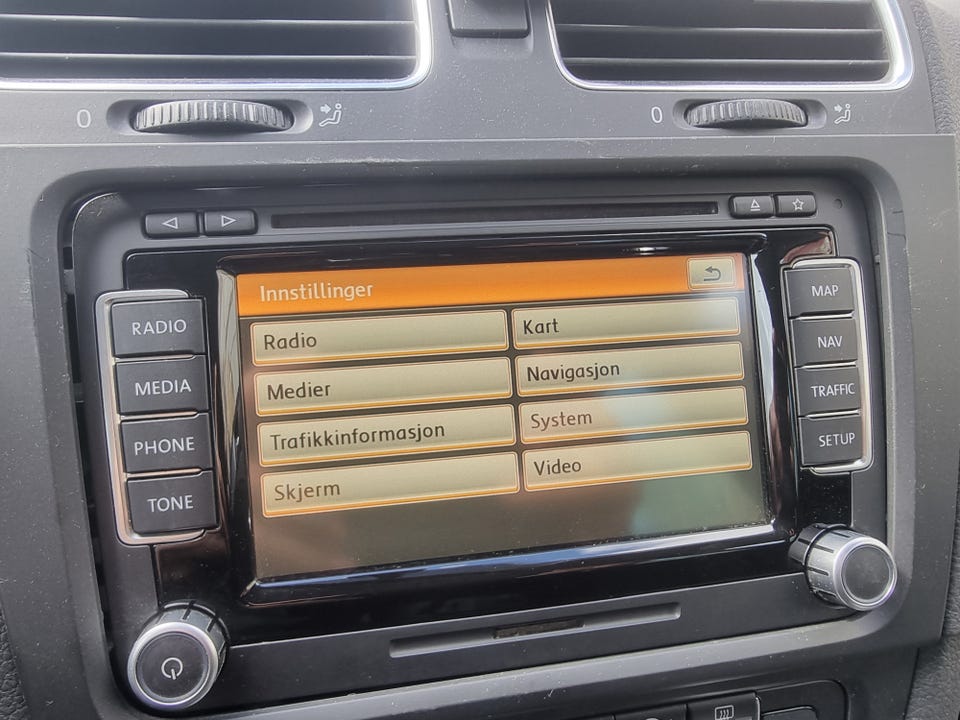 0
0
RADIO
MEDIA
PHONE
TONE
Innstillinger
Radio
Kart
Medier
Navigasjon
Trafikkinformasjon
System
Skjerm
Video
MAP
NAV
TRAFFIC
SETUP